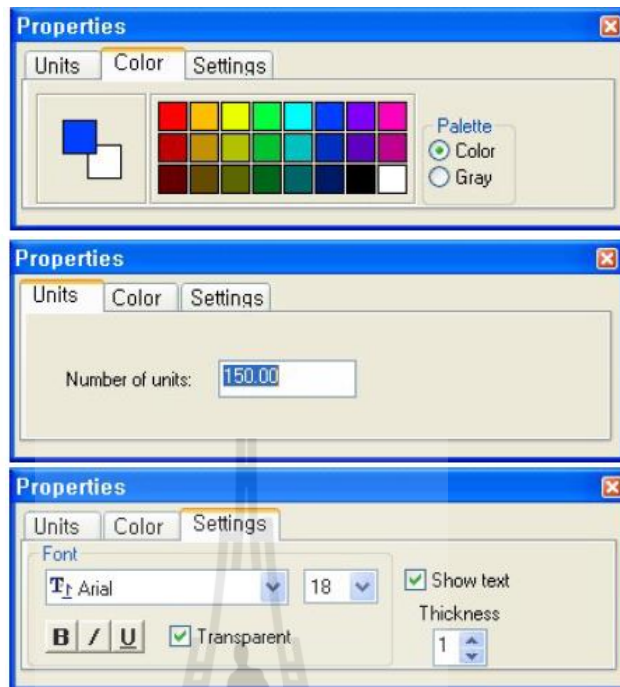 Properties
Units Color Settings
Palette
Color
Gray
Properties
Units Color Settings
Number of units: 150.00
Properties
Units Color Settings
Font
Arial 18 Show text
Thickness
B I U Transparent 1